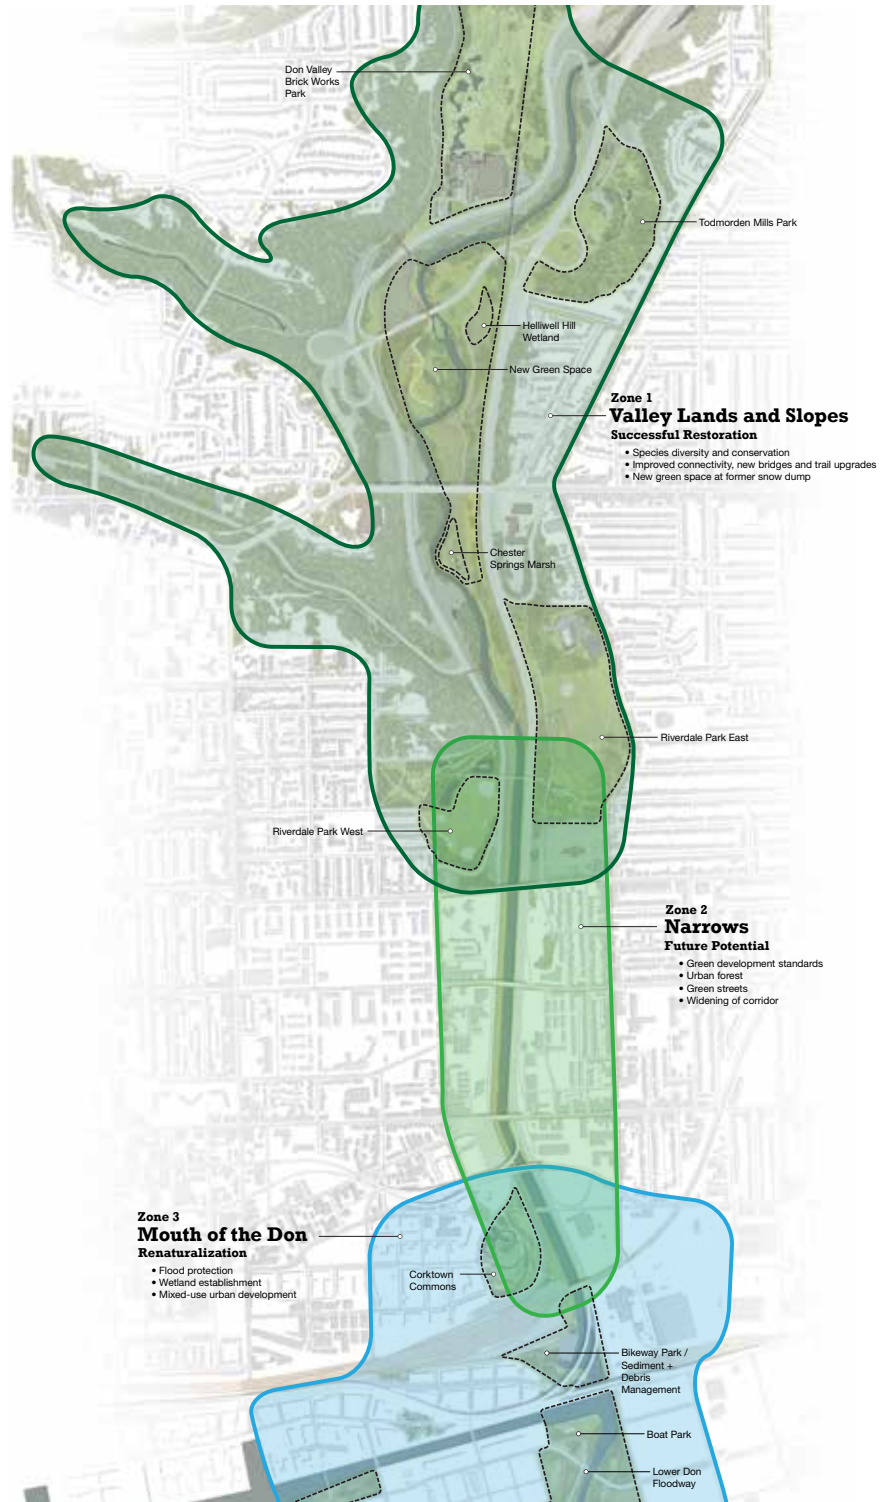 Don Valley
Brick Works
Park
Todmorden Mills Park
Helliwell Hill
Wetland
New Green Space
Zone 1
Valley Lands and Slopes
Successful Restoration
• Species diversity and conservation
• Improved connectivity, new bridges and trail upgrades
• New green space at former snow dump
Chester
Springs Marsh
Riverdale Park East
Riverdale Park West
Zone 2
Narrows
Future Potential
• Green development standards
• Urban forest
• Green streets
• Widening of corridor
Zone 3
Mouth of the Don
Renaturalization
• Flood protection
• Wetland establishment
• Mixed-use urban development
Corktown
Commons
Bikeway Park /
Sediment +
Debris
Management
Boat Park
Lower Don
Floodway